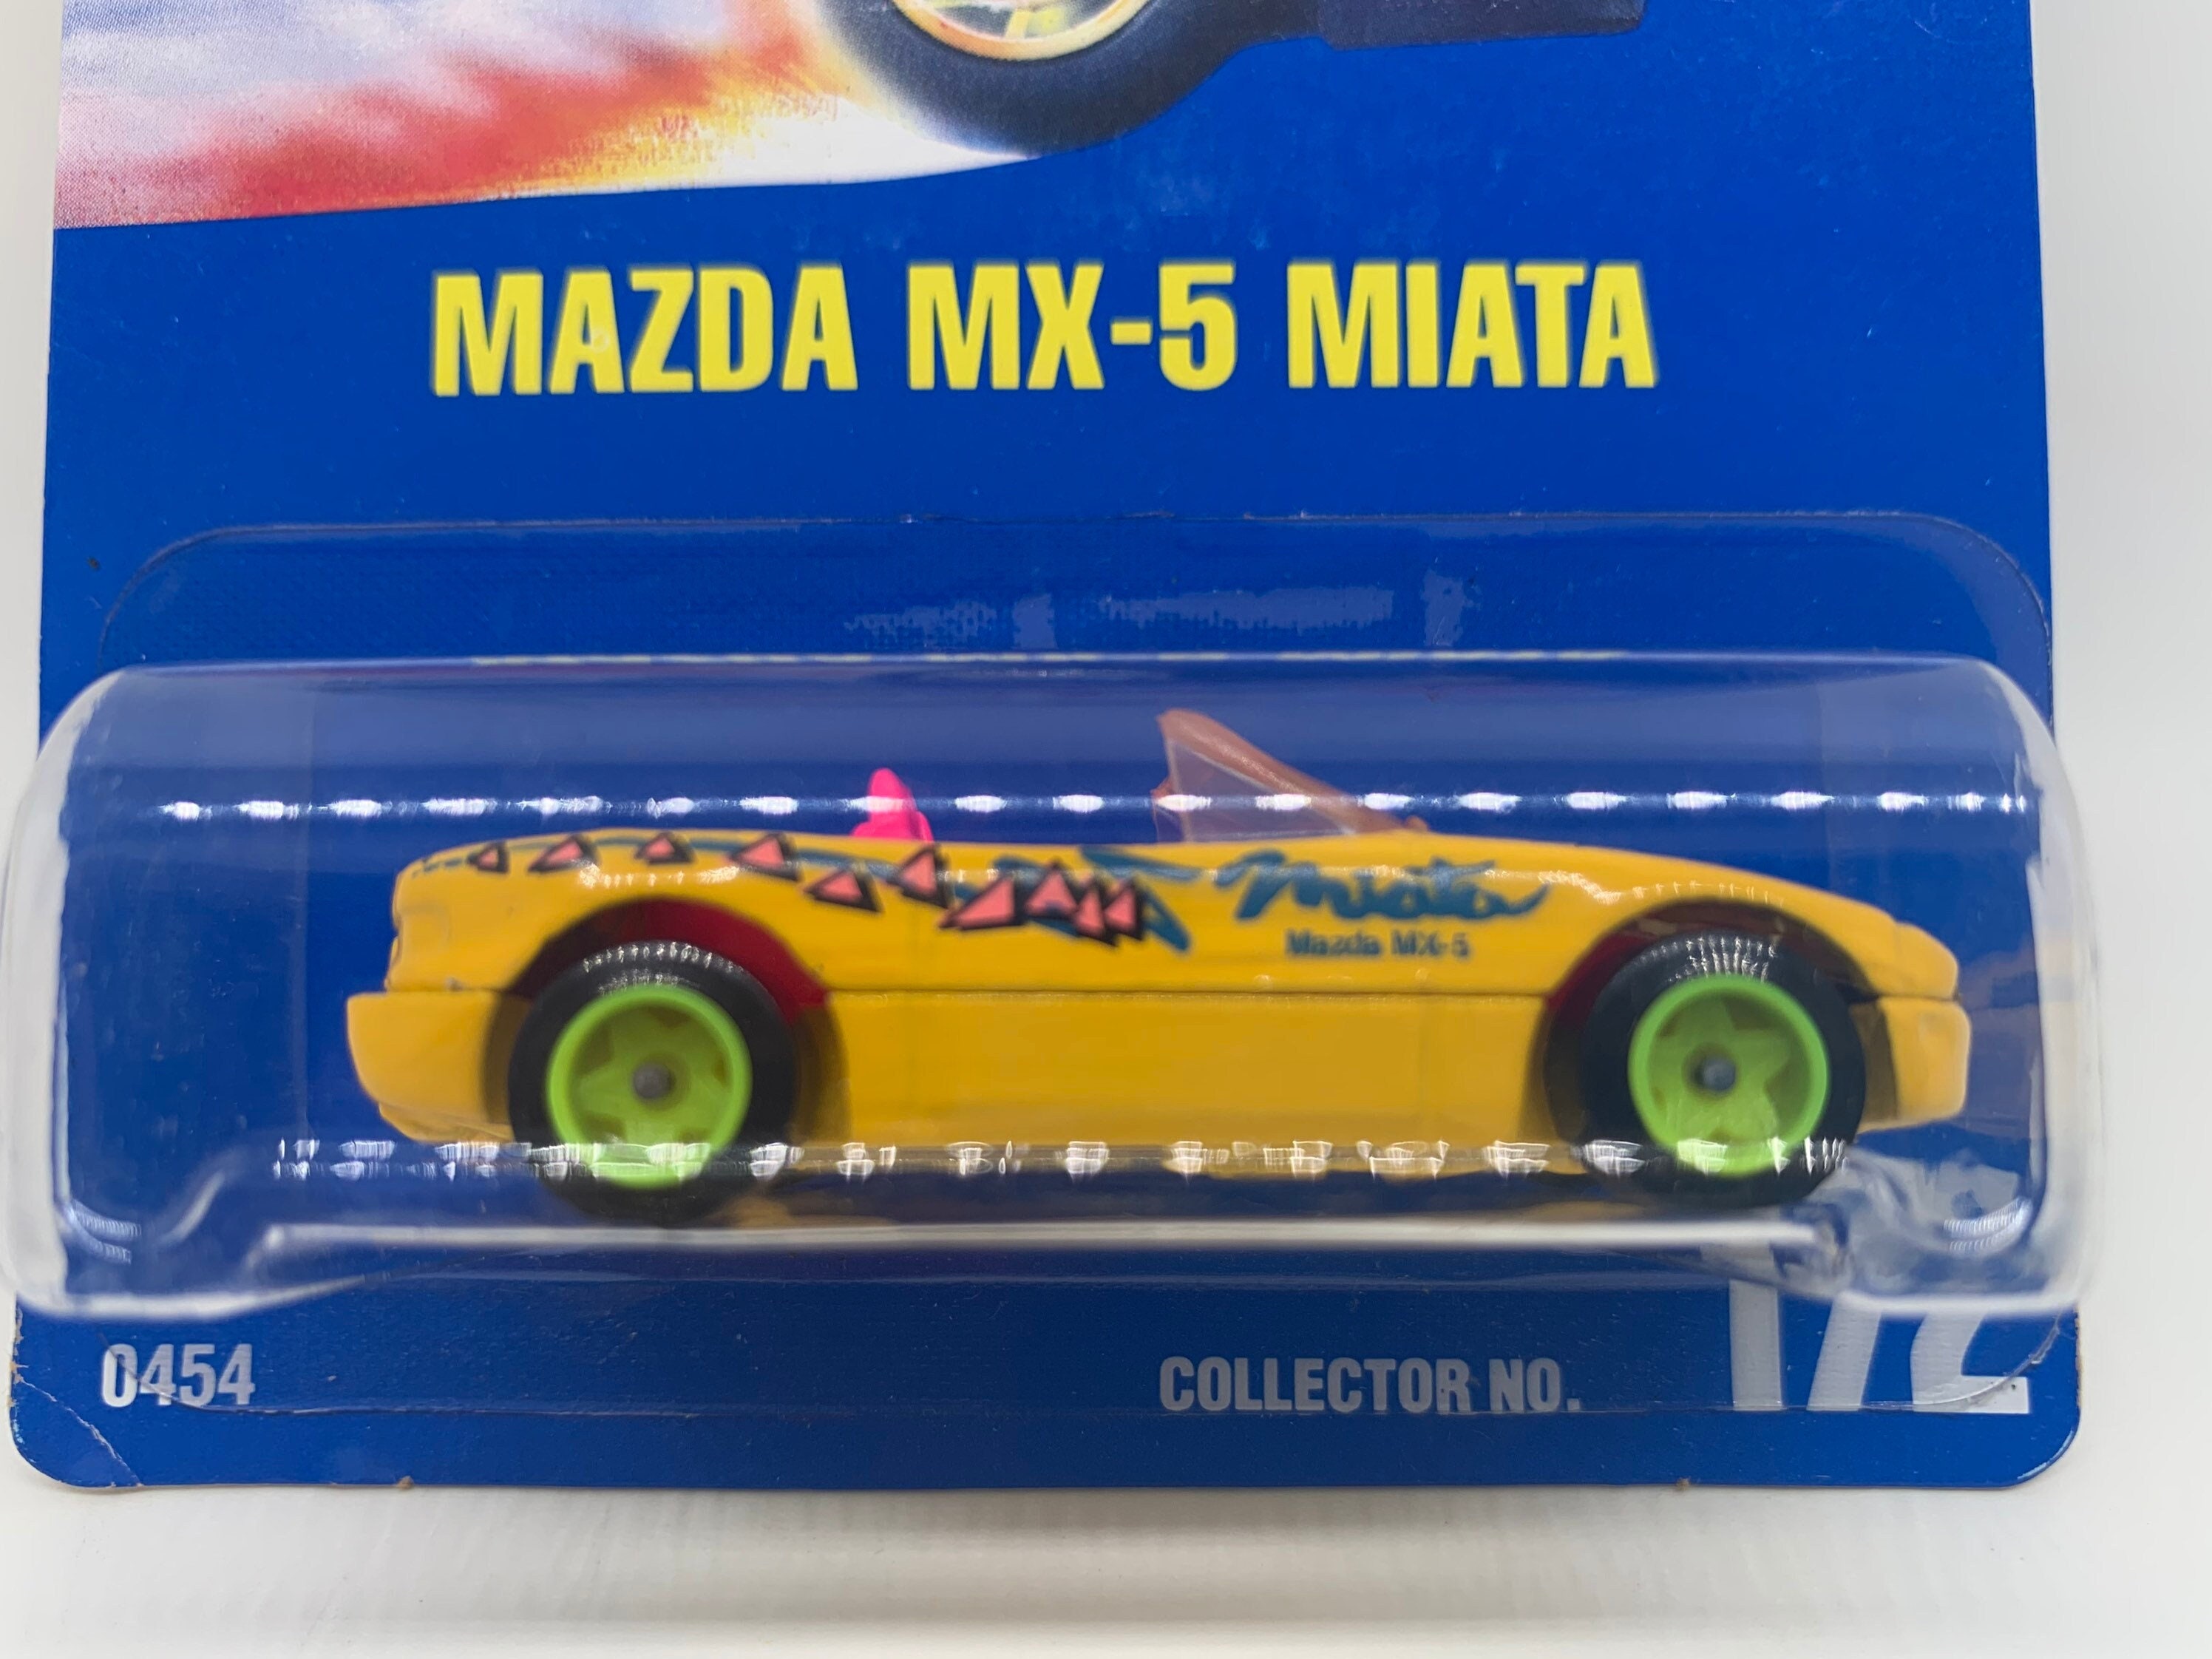 MAZDA MX-5 MIATA
Miata
Mazda MX-5
0454
COLLECTOR NO.